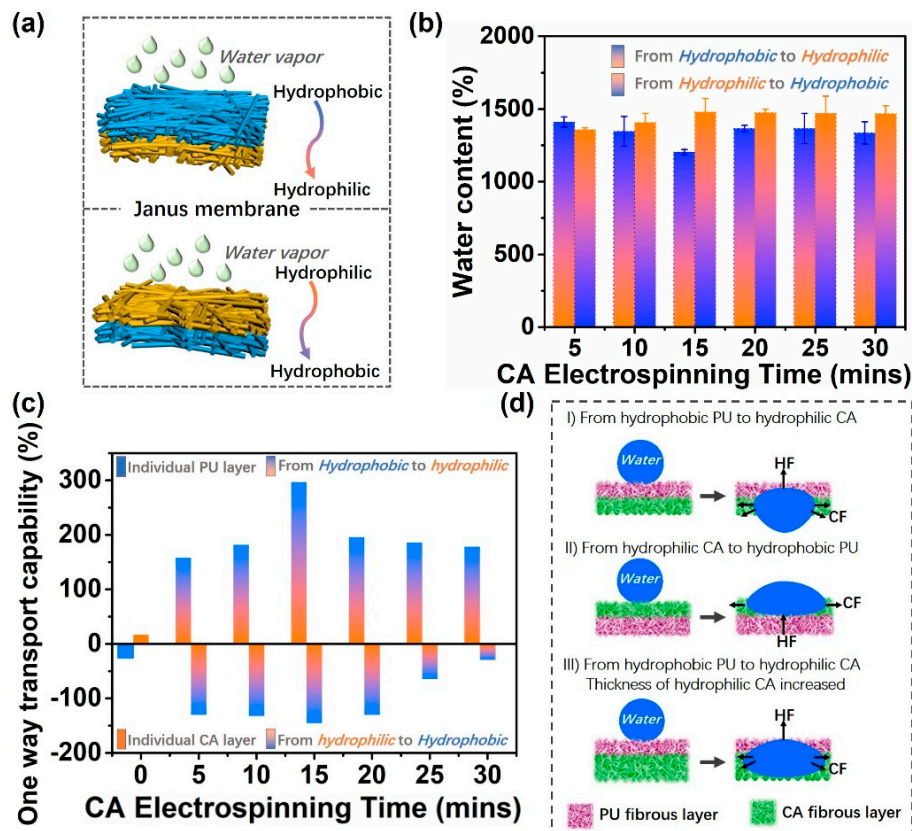 (a)
Water vapor
Hydrophobic
Hydrophilic
Janus membrane
Water vapor
Hydrophilic
Hydrophobic
(b)
Water content (%)
2000
1500
1000
500
0
From Hydrophobic to Hydrophilic
From Hydrophilic to Hydrophobic
5 10 15 20 25 30
CA Electrospinning Time (mins)
(c)
One way transport capability (%)
300
200
100
0
-100
-200
Individual PU layer
From Hydrophobic to hydrophilic
Individual CA layer
From hydrophilic to Hydrophobic
0 5 10 15 20 25 30
CA Electrospinning Time (mins)
(d)
I) From hydrophobic PU to hydrophilic CA
Water
HF
CF
II) From hydrophilic CA to hydrophobic PU
Water
CF
HF
III) From hydrophobic PU to hydrophilic CA
Thickness of hydrophilic CA increased
Water
HF
CF
PU fibrous layer
CA fibrous layer